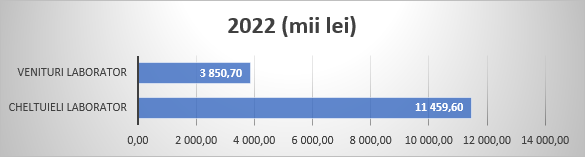 2022 (mii lei)
VENITURI LABORATOR
3 850,70
CHELTUIELI LABORATOR
11 459,60
0,00 2 000,00 4 000,00 6 000,00 8 000,00 10 000,00 12 000,00 14 000,00